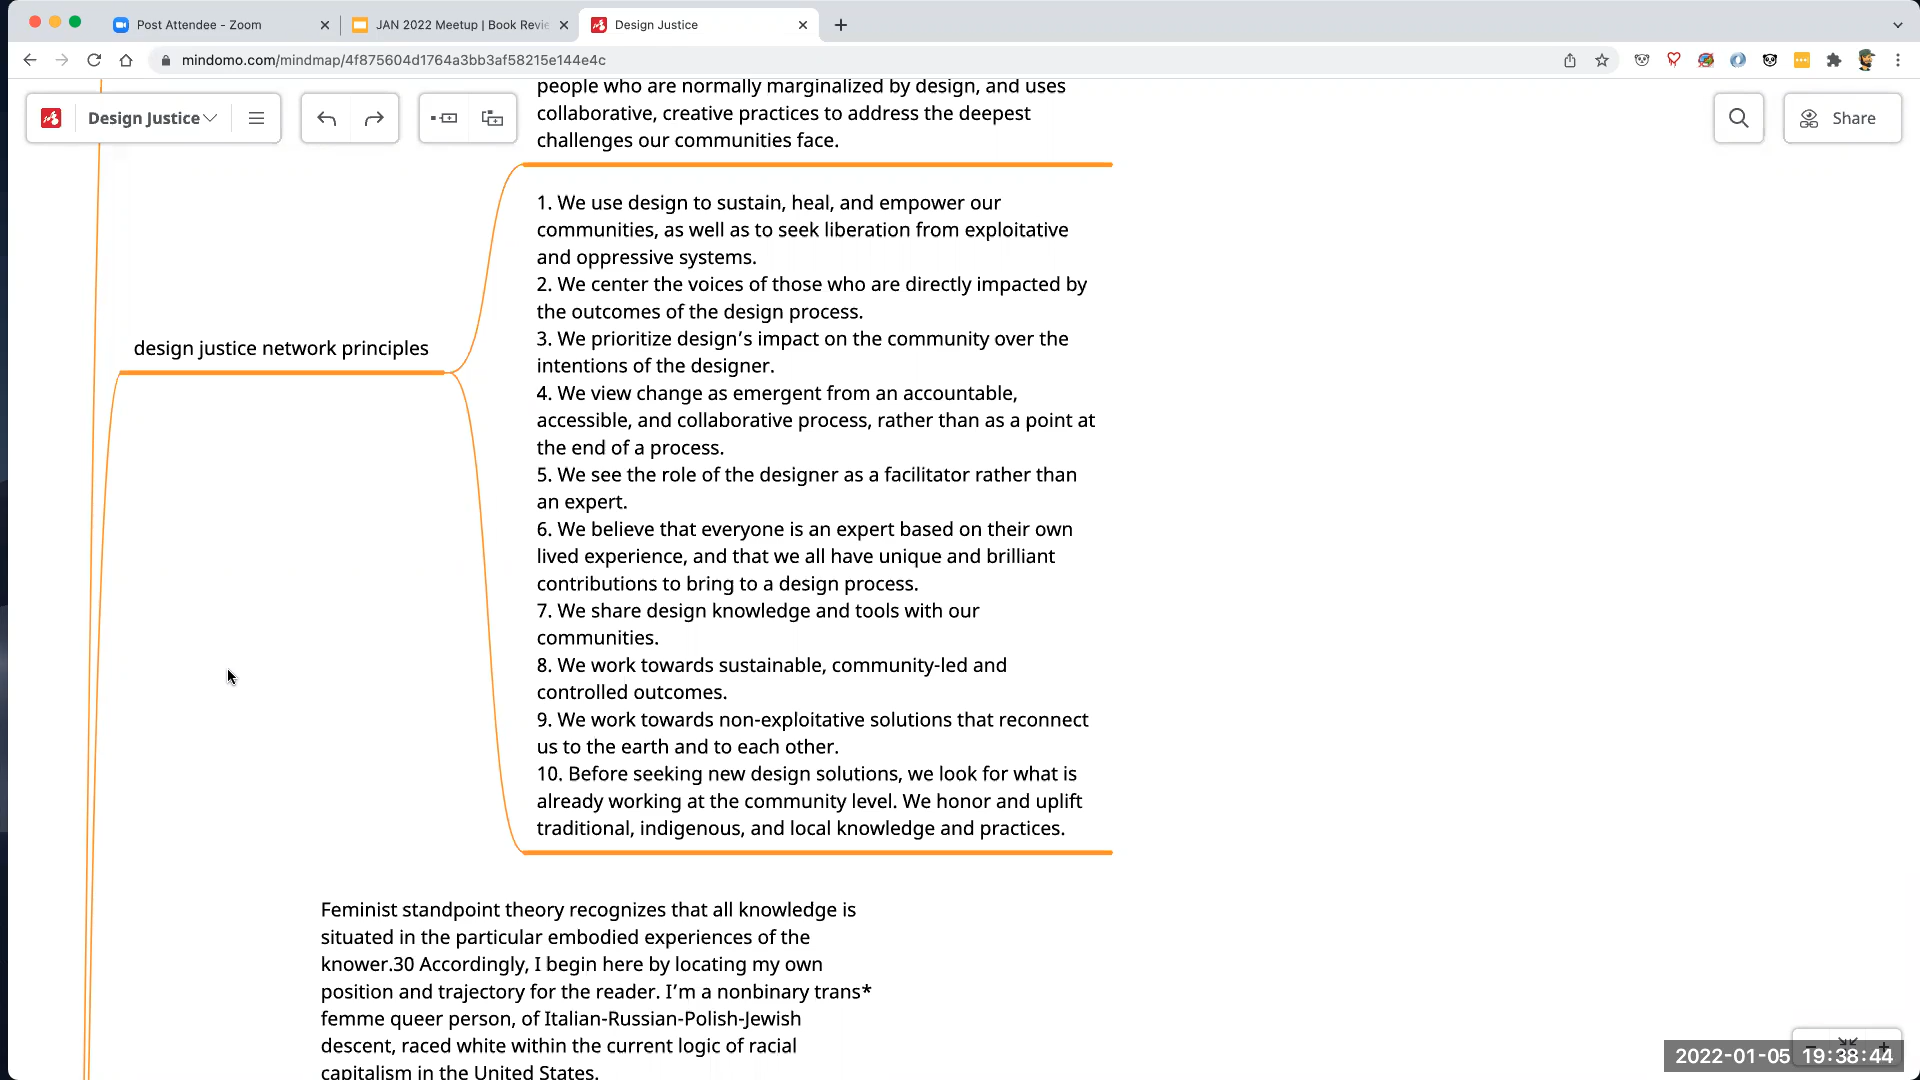 Post Attendee - Zoom
JAN 2022 Meetup | Book Revie
Design Justice
mindomo.com/mindmap/4f875604d1764a3bb3af58215e144e4c
people who are normally marginalized by design, and uses
collaborative, creative practices to address the deepest
challenges our communities face.
Design Justice
Share
1. We use design to sustain, heal, and empower our
communities, as well as to seek liberation from exploitative
and oppressive systems.
2. We center the voices of those who are directly impacted by
the outcomes of the design process.
3. We prioritize design’s impact on the community over the
intentions of the designer.
4. We view change as emergent from an accountable,
accessible, and collaborative process, rather than as a point at
the end of a process.
5. We see the role of the designer as a facilitator rather than
an expert.
6. We believe that everyone is an expert based on their own
lived experience, and that we all have unique and brilliant
contributions to bring to a design process.
7. We share design knowledge and tools with our
communities.
8. We work towards sustainable, community-led and
controlled outcomes.
9. We work towards non-exploitative solutions that reconnect
us to the earth and to each other.
10. Before seeking new design solutions, we look for what is
already working at the community level. We honor and uplift
traditional, indigenous, and local knowledge and practices.
design justice network principles
Feminist standpoint theory recognizes that all knowledge is
situated in the particular embodied experiences of the
knower.30 Accordingly, I begin here by locating my own
position and trajectory for the reader. I’m a nonbinary trans*
femme queer person, of Italian-Russian-Polish-Jewish
descent, raced white within the current logic of racial
capitalism in the United States.
2022-01-05 19:38:44